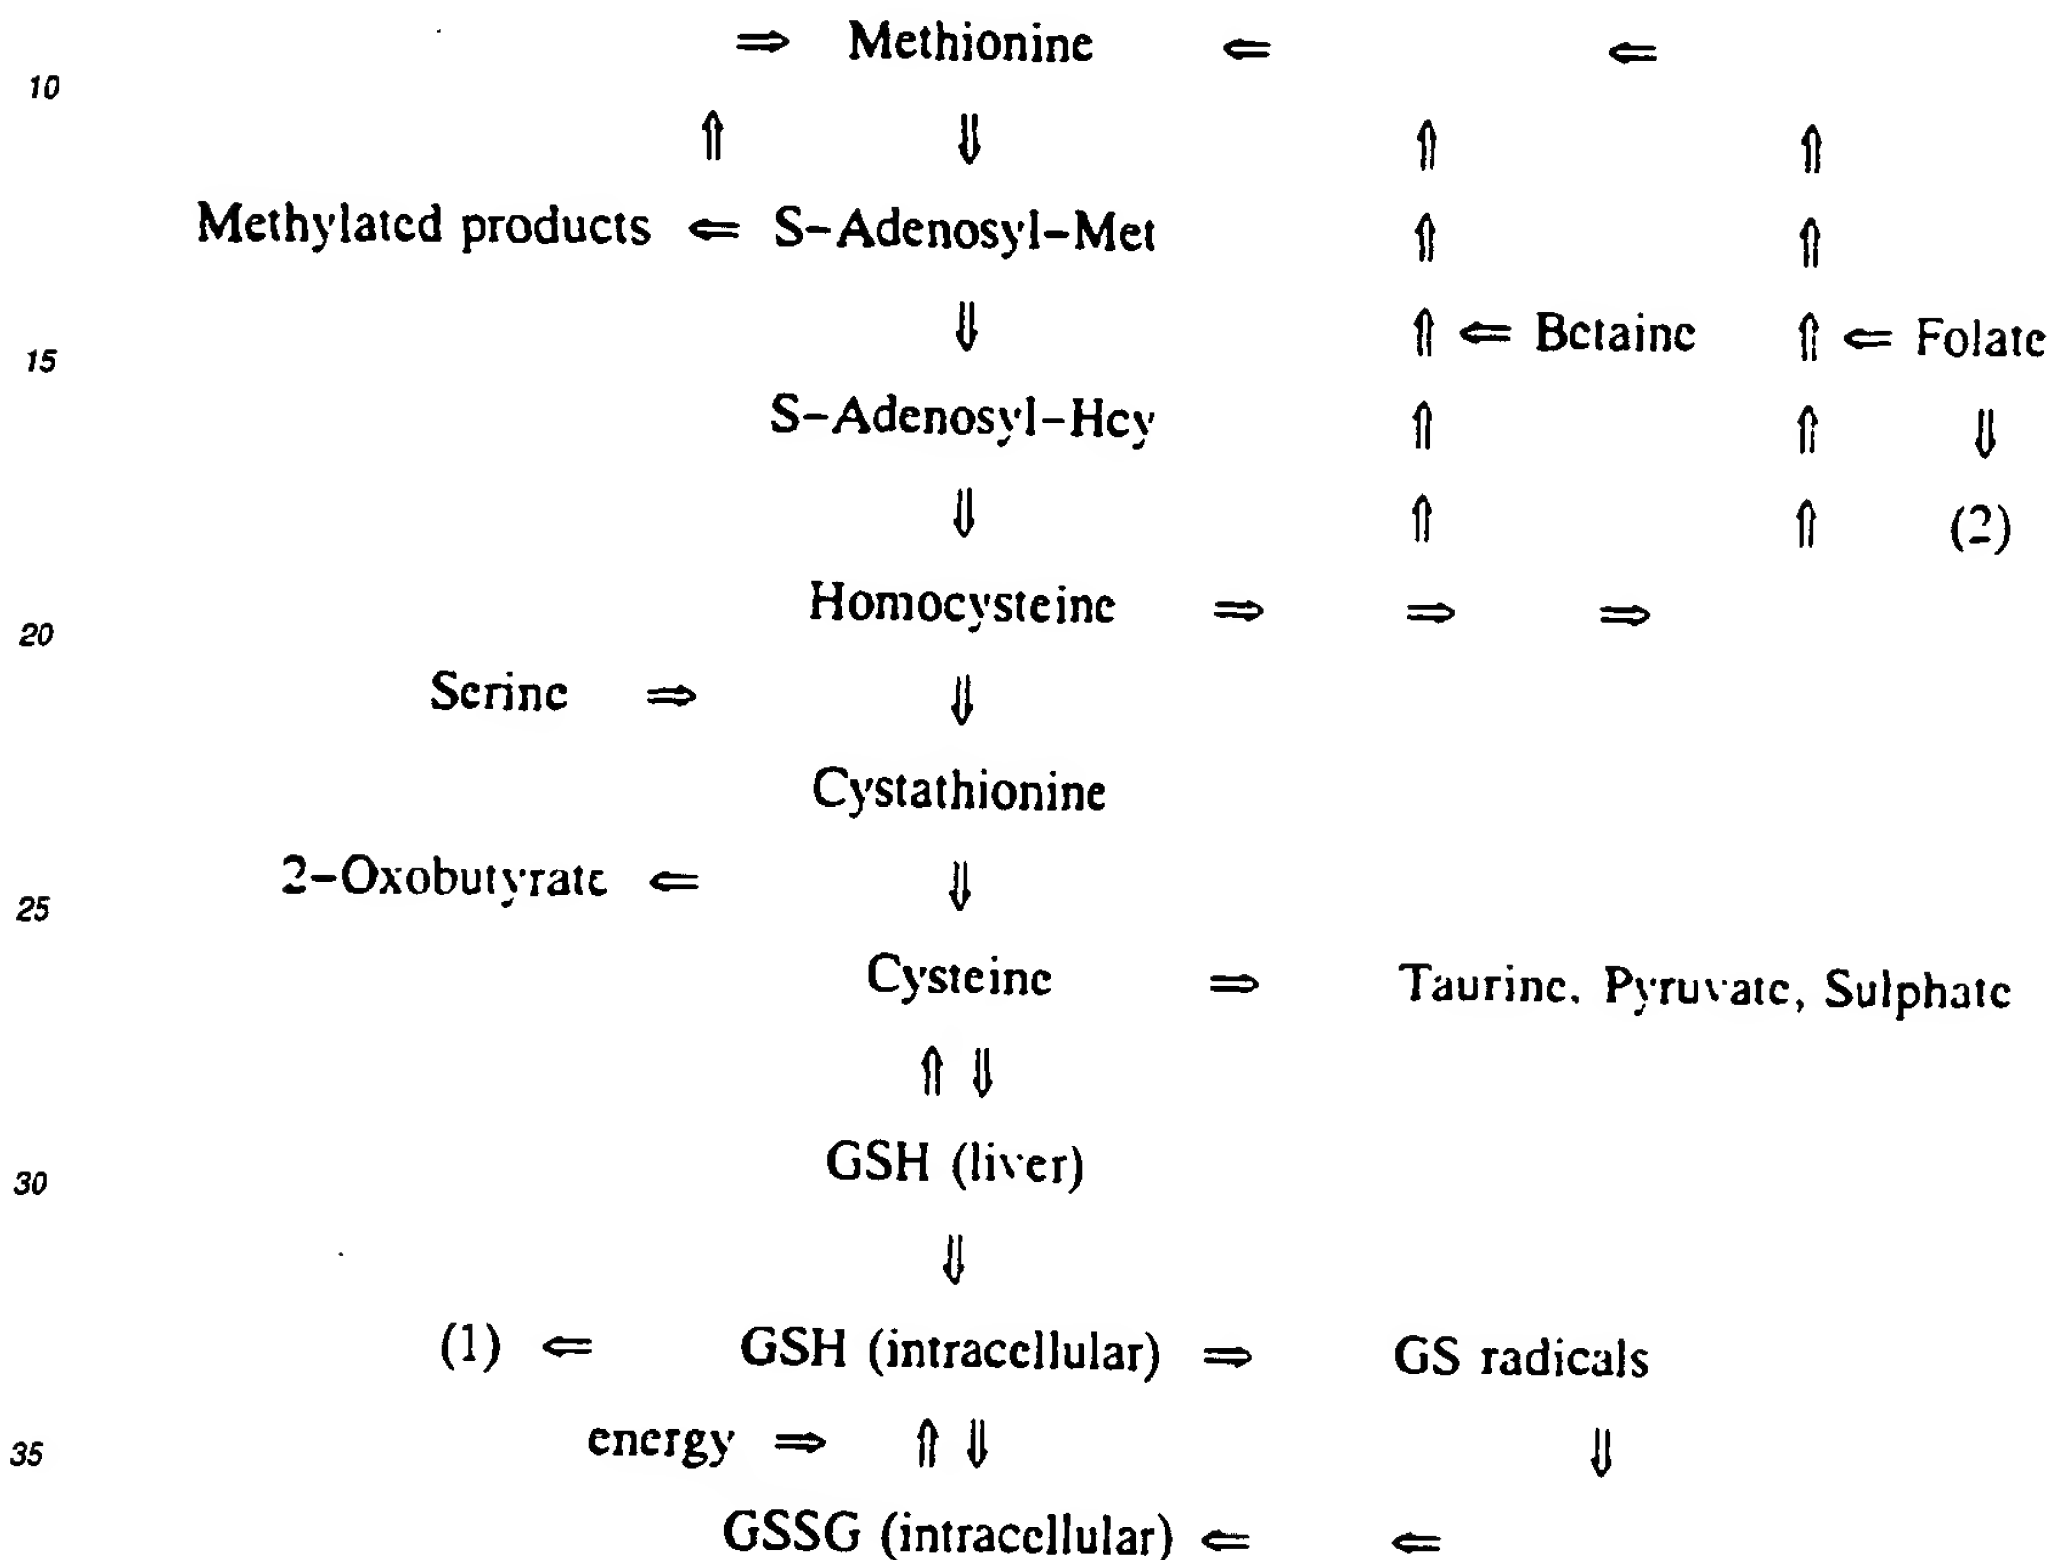 ⇒ Methionine ⇐ ⇐
10
⇑ ⇓ ⇑ ⇑
Methylated products ⇐ S-Adenosyl-Met ⇑ ⇑
⇓ ⇑ ⇐ Betaine ⇑ ⇐ Folate
15
S-Adenosyl-Hcy ⇑ ⇑ ⇓
⇓ ⇑ ⇑ (2)
Homocysteine ⇒ ⇒ ⇒
20
Serine ⇒ ⇓
Cystathionine
2-Oxobutyrate ⇐ ⇓
25
Cysteine ⇒ Taurine, Pyruvate, Sulphate
⇑ ⇓
GSH (liver)
30
⇓
(1) ⇐ GSH (intracellular) ⇒ GS radicals
energy ⇒ ⇑ ⇓ ⇓
35
GSSG (intracellular) ⇐ ⇐